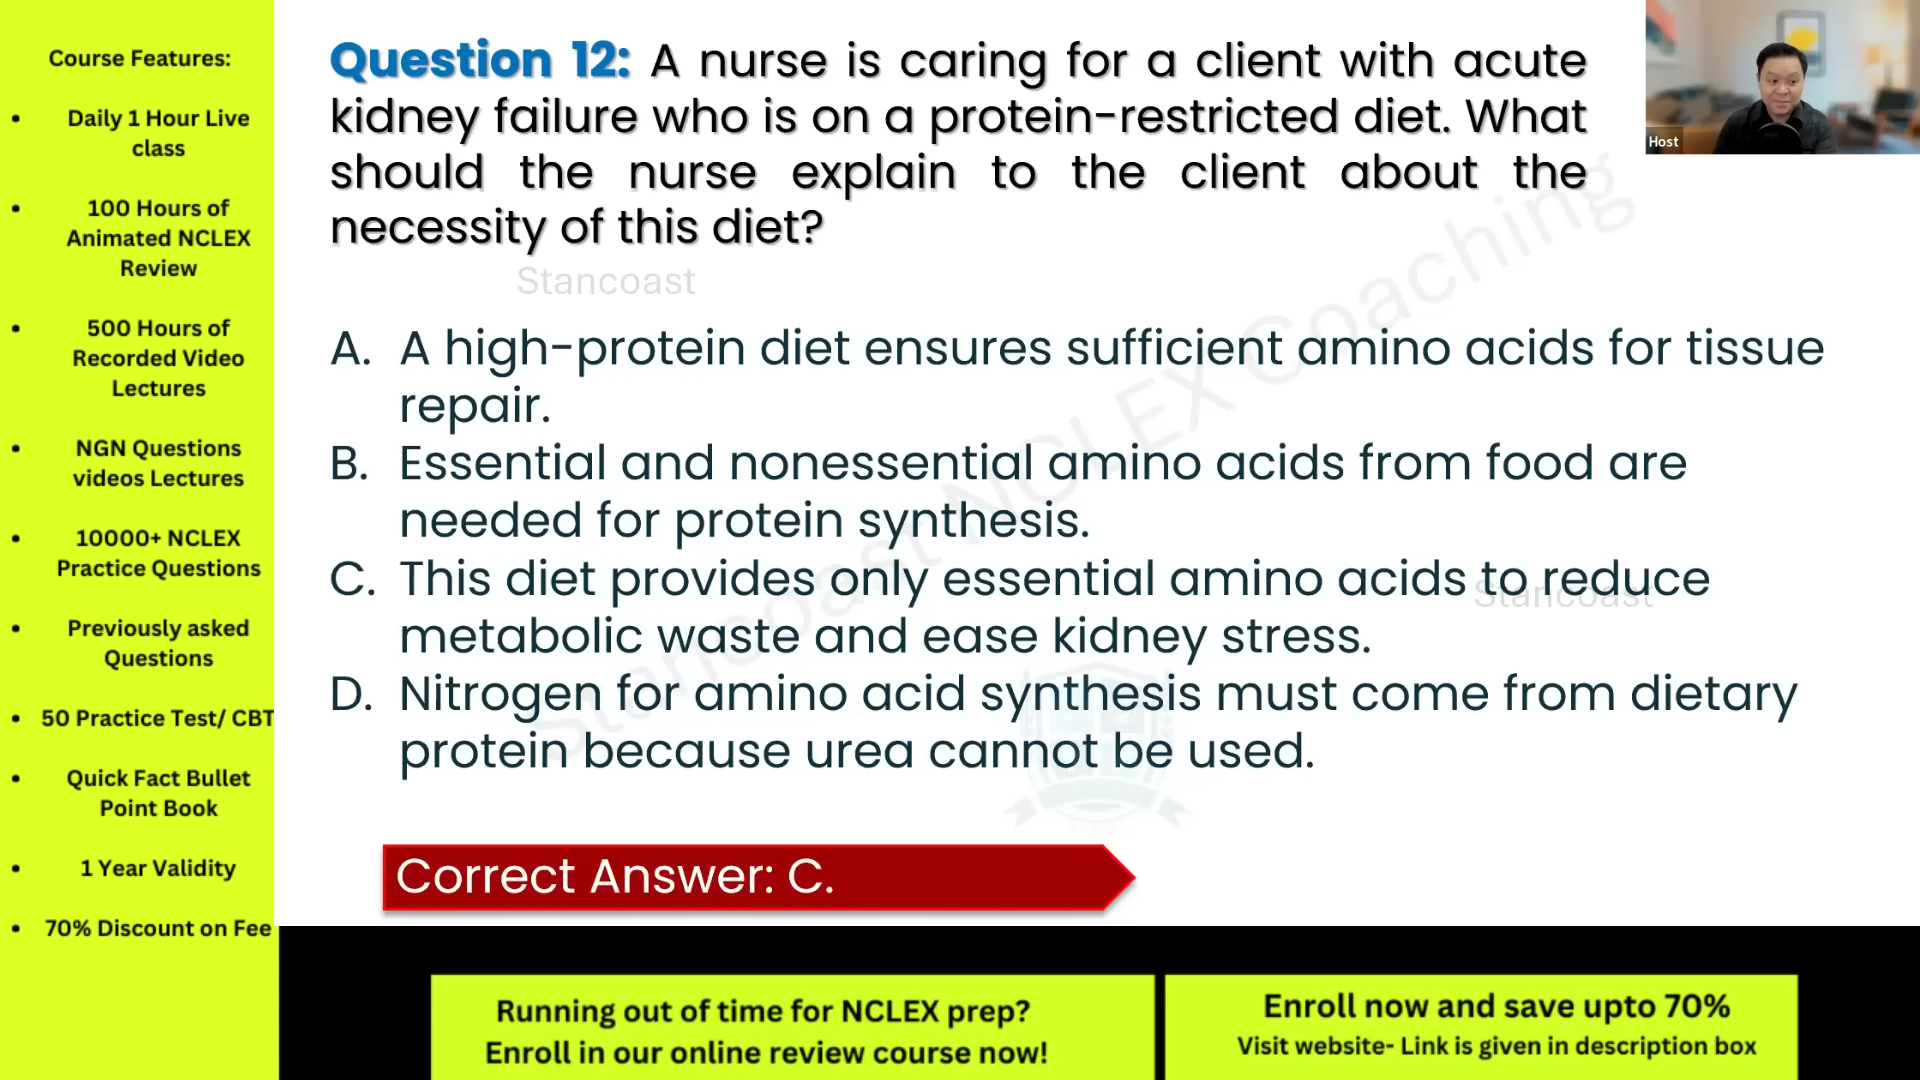 Course Features:
• Daily 1 Hour Live
class
• 100 Hours of
Animated NCLEX
Review
• 500 Hours of
Recorded Video
Lectures
• NGN Questions
videos Lectures
• 10000+ NCLEX
Practice Questions
• Previously asked
Questions
• 50 Practice Test/ CBT
• Quick Fact Bullet
Point Book
• 1 Year Validity
• 70% Discount on Fee
Question 12: A nurse is caring for a client with acute
kidney failure who is on a protein-restricted diet. What
should the nurse explain to the client about the
necessity of this diet?
Host
Stancoast
Stancoast NCLEX Coaching
A. A high-protein diet ensures sufficient amino acids for tissue
repair.
B. Essential and nonessential amino acids from food are
needed for protein synthesis.
C. This diet provides only essential amino acids to reduce
metabolic waste and ease kidney stress.
Stancoast
D. Nitrogen for amino acid synthesis must come from dietary
protein because urea cannot be used.
Correct Answer: C.
Running out of time for NCLEX prep?
Enroll in our online review course now!
Enroll now and save upto 70%
Visit website- Link is given in description box